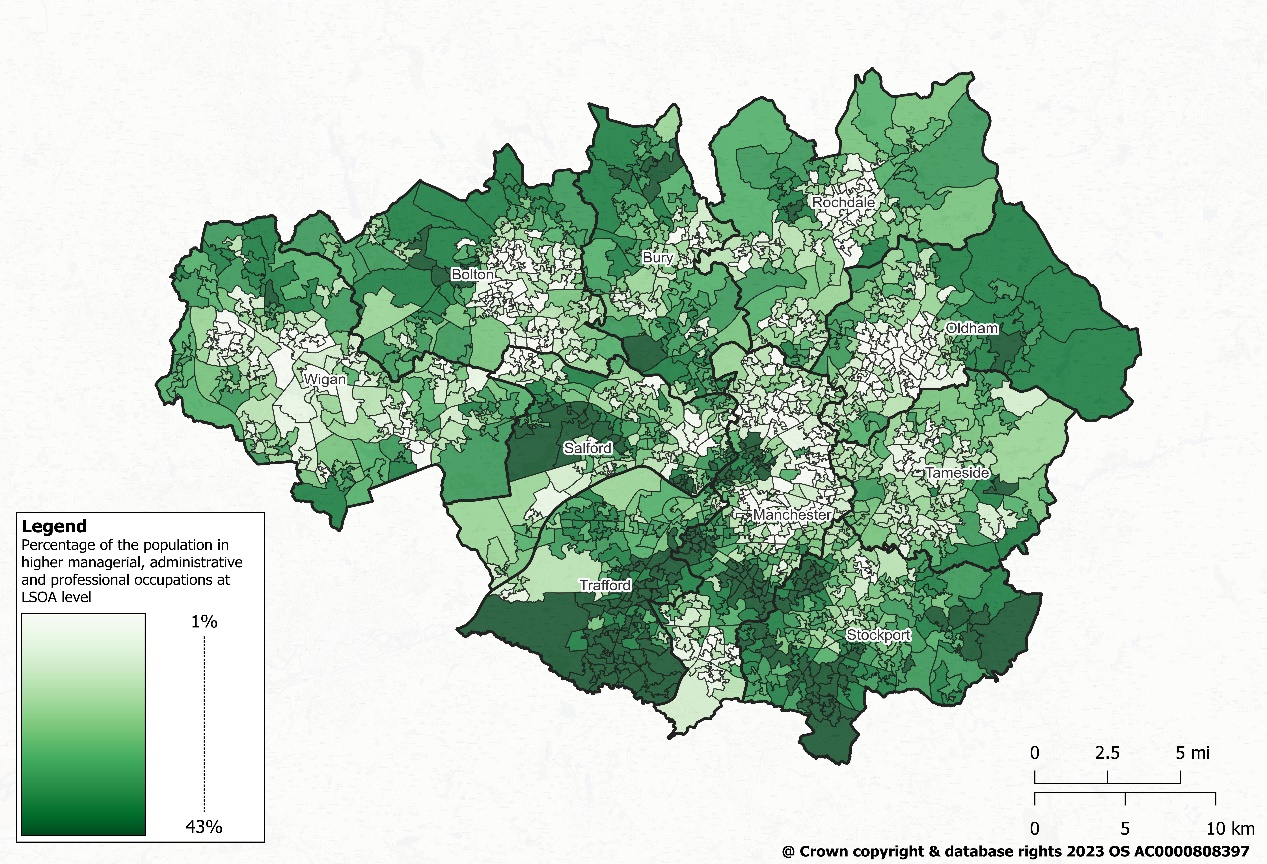 Rochdale
Bury
Bolton
Oldham
Wigan
Salford
Tameside
Manchester
Trafford
Stockport
Legend
Percentage of the population in
higher managerial, administrative
and professional occupations at
LSOA level
1%
43%
0 2.5 5 mi
0 5 10 km
@ Crown copyright & database rights 2023 OS AC0000808397